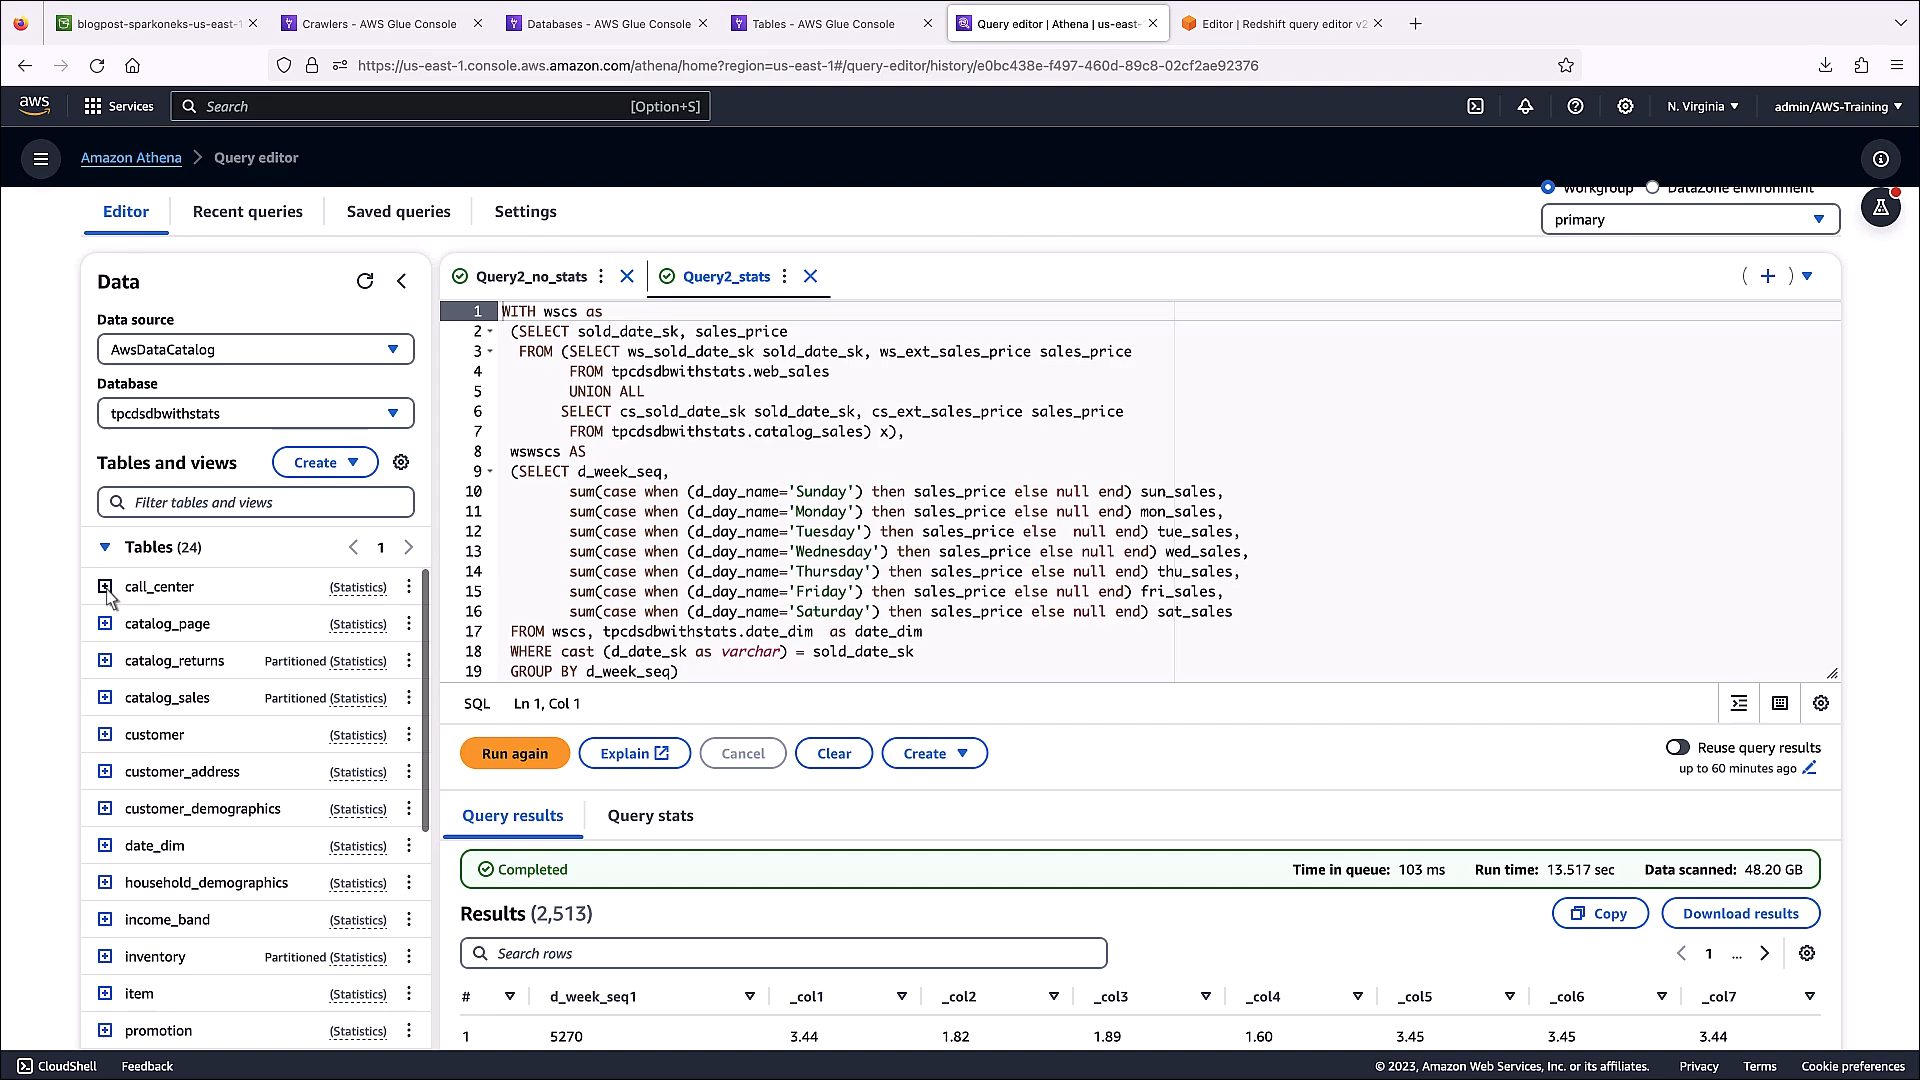 blogpost-sparkoneks-us-east-1
Crawlers - AWS Glue Console
Databases - AWS Glue Console
Tables - AWS Glue Console
Query editor | Athena | us-east-
Editor | Redshift query editor v2
https://us-east-1.console.aws.amazon.com/athena/home?region=us-east-1#/query-editor/history/e0bc438e-f497-460d-89c8-02cf2ae92376
aws
Services
Search
[Option+S]
N. Virginia
admin/AWS-Training
Amazon Athena
Query editor
Workgroup
DataZone environment
Editor
Recent queries
Saved queries
Settings
primary
Data
Data source
AwsDataCatalog
Database
tpcdsdbwithstats
Tables and views
Create
Filter tables and views
Tables (24)
1
call_center (Statistics)
catalog_page (Statistics)
catalog_returns Partitioned (Statistics)
catalog_sales Partitioned (Statistics)
customer (Statistics)
customer_address (Statistics)
customer_demographics (Statistics)
date_dim (Statistics)
household_demographics (Statistics)
income_band (Statistics)
inventory Partitioned (Statistics)
item (Statistics)
promotion (Statistics)
Query2_no_stats
Query2_stats
1 WITH wscs as
2 (SELECT sold_date_sk, sales_price
3 FROM (SELECT ws_sold_date_sk sold_date_sk, ws_ext_sales_price sales_price
4 FROM tpcdsdbwithstats.web_sales
5 UNION ALL
6 SELECT cs_sold_date_sk sold_date_sk, cs_ext_sales_price sales_price
7 FROM tpcdsdbwithstats.catalog_sales) x),
8 wswscs AS
9 (SELECT d_week_seq,
10 sum(case when (d_day_name='Sunday') then sales_price else null end) sun_sales,
11 sum(case when (d_day_name='Monday') then sales_price else null end) mon_sales,
12 sum(case when (d_day_name='Tuesday') then sales_price else  null end) tue_sales,
13 sum(case when (d_day_name='Wednesday') then sales_price else null end) wed_sales,
14 sum(case when (d_day_name='Thursday') then sales_price else null end) thu_sales,
15 sum(case when (d_day_name='Friday') then sales_price else null end) fri_sales,
16 sum(case when (d_day_name='Saturday') then sales_price else null end) sat_sales
17 FROM wscs, tpcdsdbwithstats.date_dim  as date_dim
18 WHERE cast (d_date_sk as varchar) = sold_date_sk
19 GROUP BY d_week_seq)
SQL
Ln 1, Col 1
Run again
Explain
Cancel
Clear
Create
Reuse query results
up to 60 minutes ago
Query results
Query stats
Completed
Time in queue: 103 ms
Run time: 13.517 sec
Data scanned: 48.20 GB
Results (2,513)
Copy
Download results
Search rows
1 ...
# d_week_seq1 _col1 _col2 _col3 _col4 _col5 _col6 _col7
1 5270 3.44 1.82 1.89 1.60 3.45 3.45 3.44
CloudShell
Feedback
© 2023, Amazon Web Services, Inc. or its affiliates.
Privacy
Terms
Cookie preferences